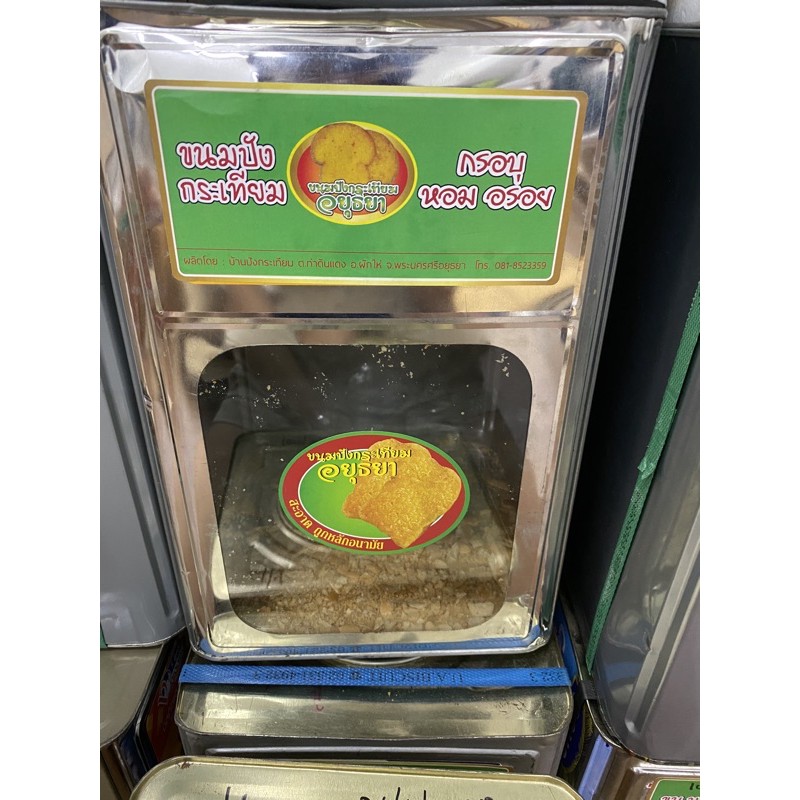 ขนมปัง
กระเทียม
ขนมปังกระเทียม
อยุธยา
กรอบ
หอม อร่อย
ผลิตโดย : บ้านปังกระเทียม ต.ท่าดินแดง อ.ผักไห่ จ.พระนครศรีอยุธยา โทร. 081-8523359
ขนมปังกระเทียม
อยุธยา
สะอาด ถูกหลักอนามัย